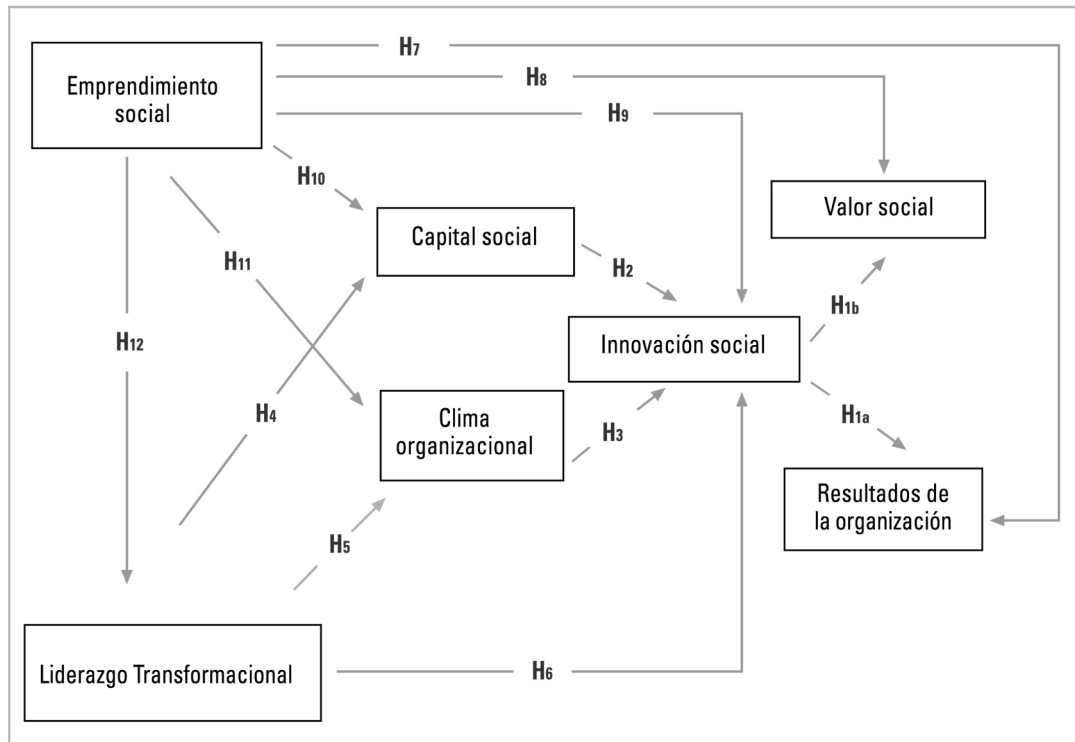 H7
Emprendimiento
social
H8
H9
H10
Valor social
Capital social
H11
H2
H1b
H12
Innovación social
H4
Clima
organizacional
H3
H1a
Resultados de
la organización
H5
Liderazgo Transformacional
H6